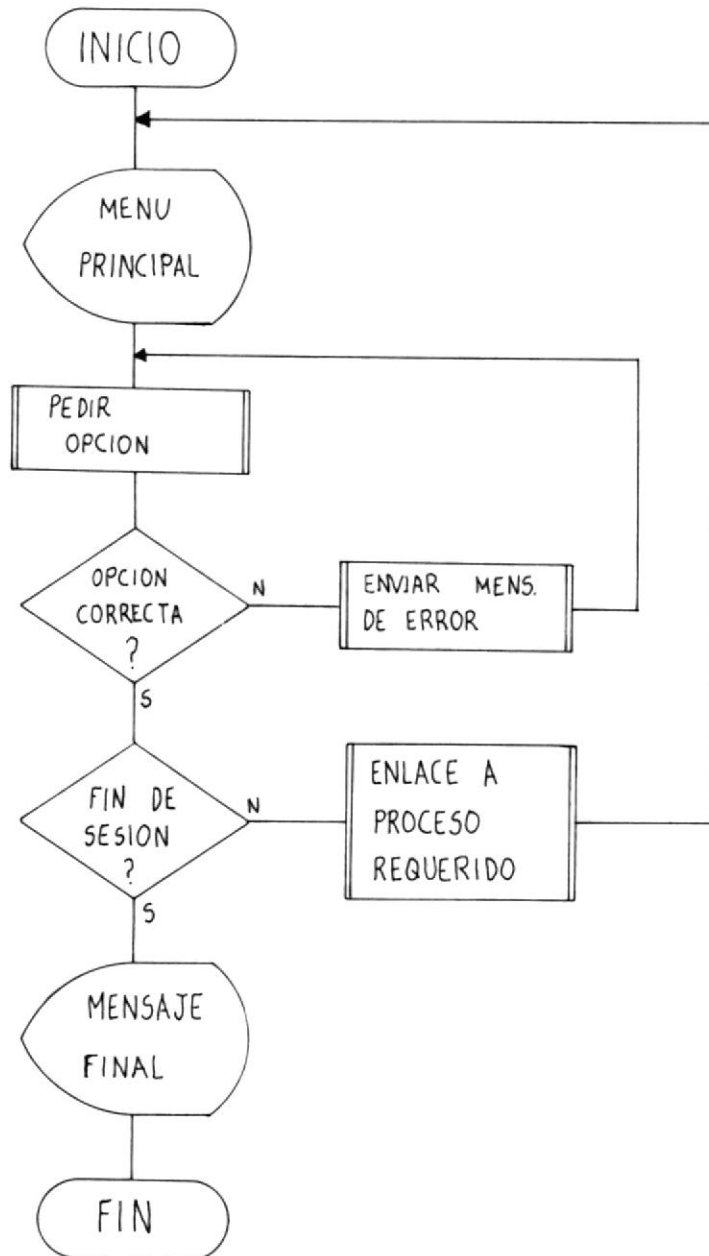 INICIO
MENU
PRINCIPAL
PEDIR
OPCION
OPCION
CORRECTA
?
N
ENVIAR MENS.
DE ERROR
S
FIN DE
SESION
?
N
ENLACE A
PROCESO
REQUERIDO
S
MENSAJE
FINAL
FIN